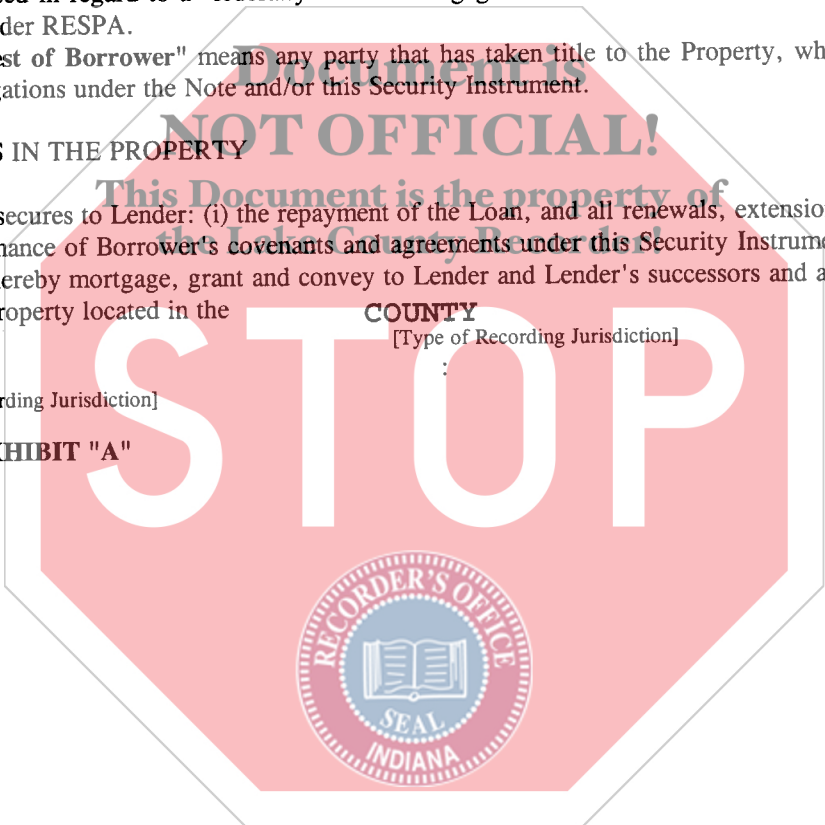 der RESPA.
est of Borrower" means any party that has taken title to the Property, wh
gations under the Note and/or this Security Instrument.
Document is
NOT OFFICIAL!
S IN THE PROPERTY
This Document is the property of
the Lake County Recorder!
secures to Lender: (i) the repayment of the Loan, and all renewals, extensio
nance of Borrower's covenants and agreements under this Security Instrume
ereby mortgage, grant and convey to Lender and Lender's successors and a
roperty located in the COUNTY
[Type of Recording Jurisdiction]
:
rding Jurisdiction]
HIBIT "A"
STOP
RECORDER'S OFFICE
SEAL
INDIANA